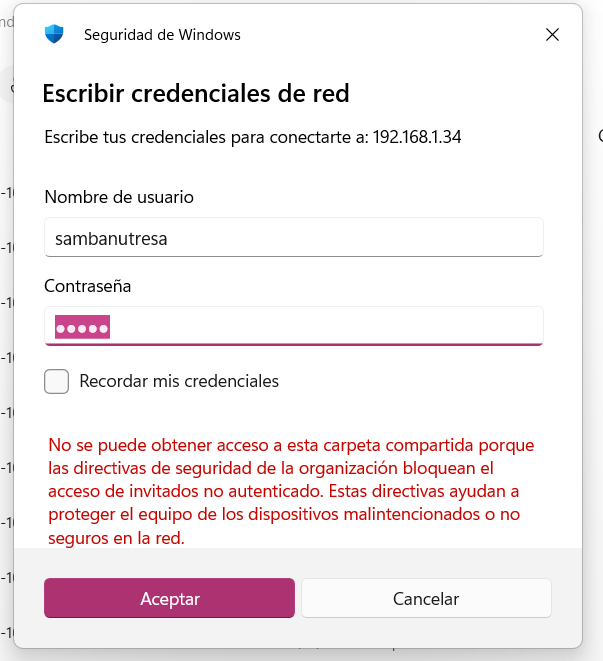 Seguridad de Windows
Escribir credenciales de red
Escribe tus credenciales para conectarte a: 192.168.1.34
Nombre de usuario
sambanutresa
Contraseña
●●●●●
Recordar mis credenciales
No se puede obtener acceso a esta carpeta compartida porque
las directivas de seguridad de la organización bloquean el
acceso de invitados no autenticado. Estas directivas ayudan a
proteger el equipo de los dispositivos malintencionados o no
seguros en la red.
Aceptar
Cancelar